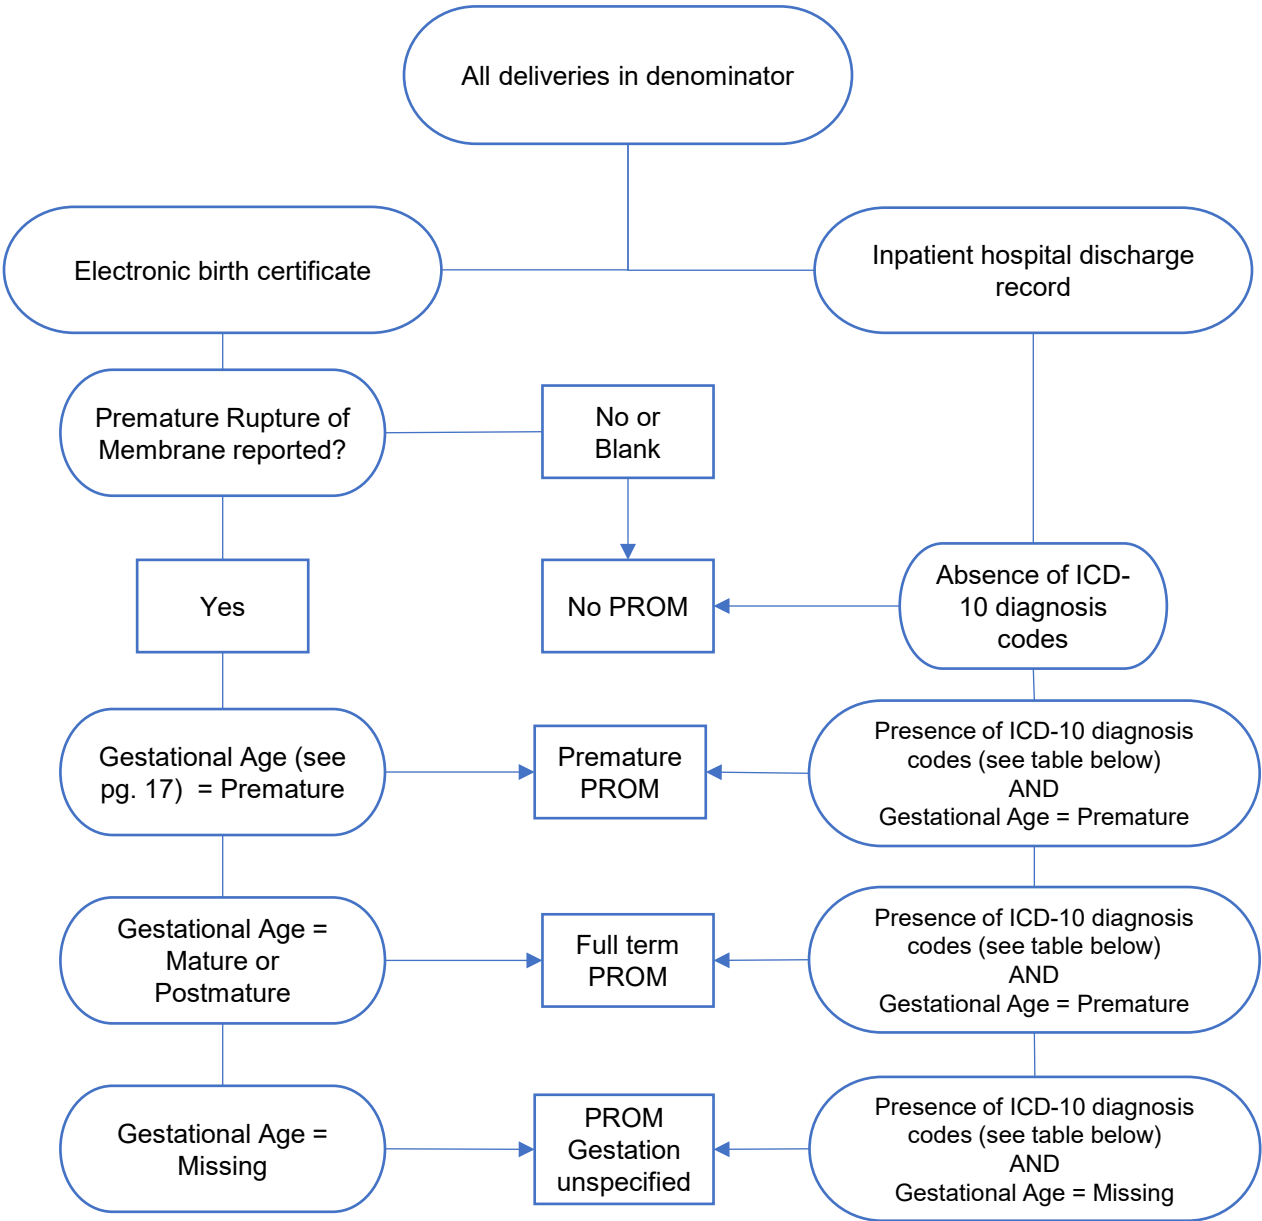 All deliveries in denominator
Electronic birth certificate
Inpatient hospital discharge
record
Premature Rupture of
Membrane reported?
No or
Blank
Yes
No PROM
Absence of ICD-
10 diagnosis
codes
Gestational Age (see
pg. 17)  = Premature
Premature
PROM
Presence of ICD-10 diagnosis
codes (see table below)
AND
Gestational Age = Premature
Gestational Age =
Mature or
Postmature
Full term
PROM
Presence of ICD-10 diagnosis
codes (see table below)
AND
Gestational Age = Premature
Gestational Age =
Missing
PROM
Gestation
unspecified
Presence of ICD-10 diagnosis
codes (see table below)
AND
Gestational Age = Missing